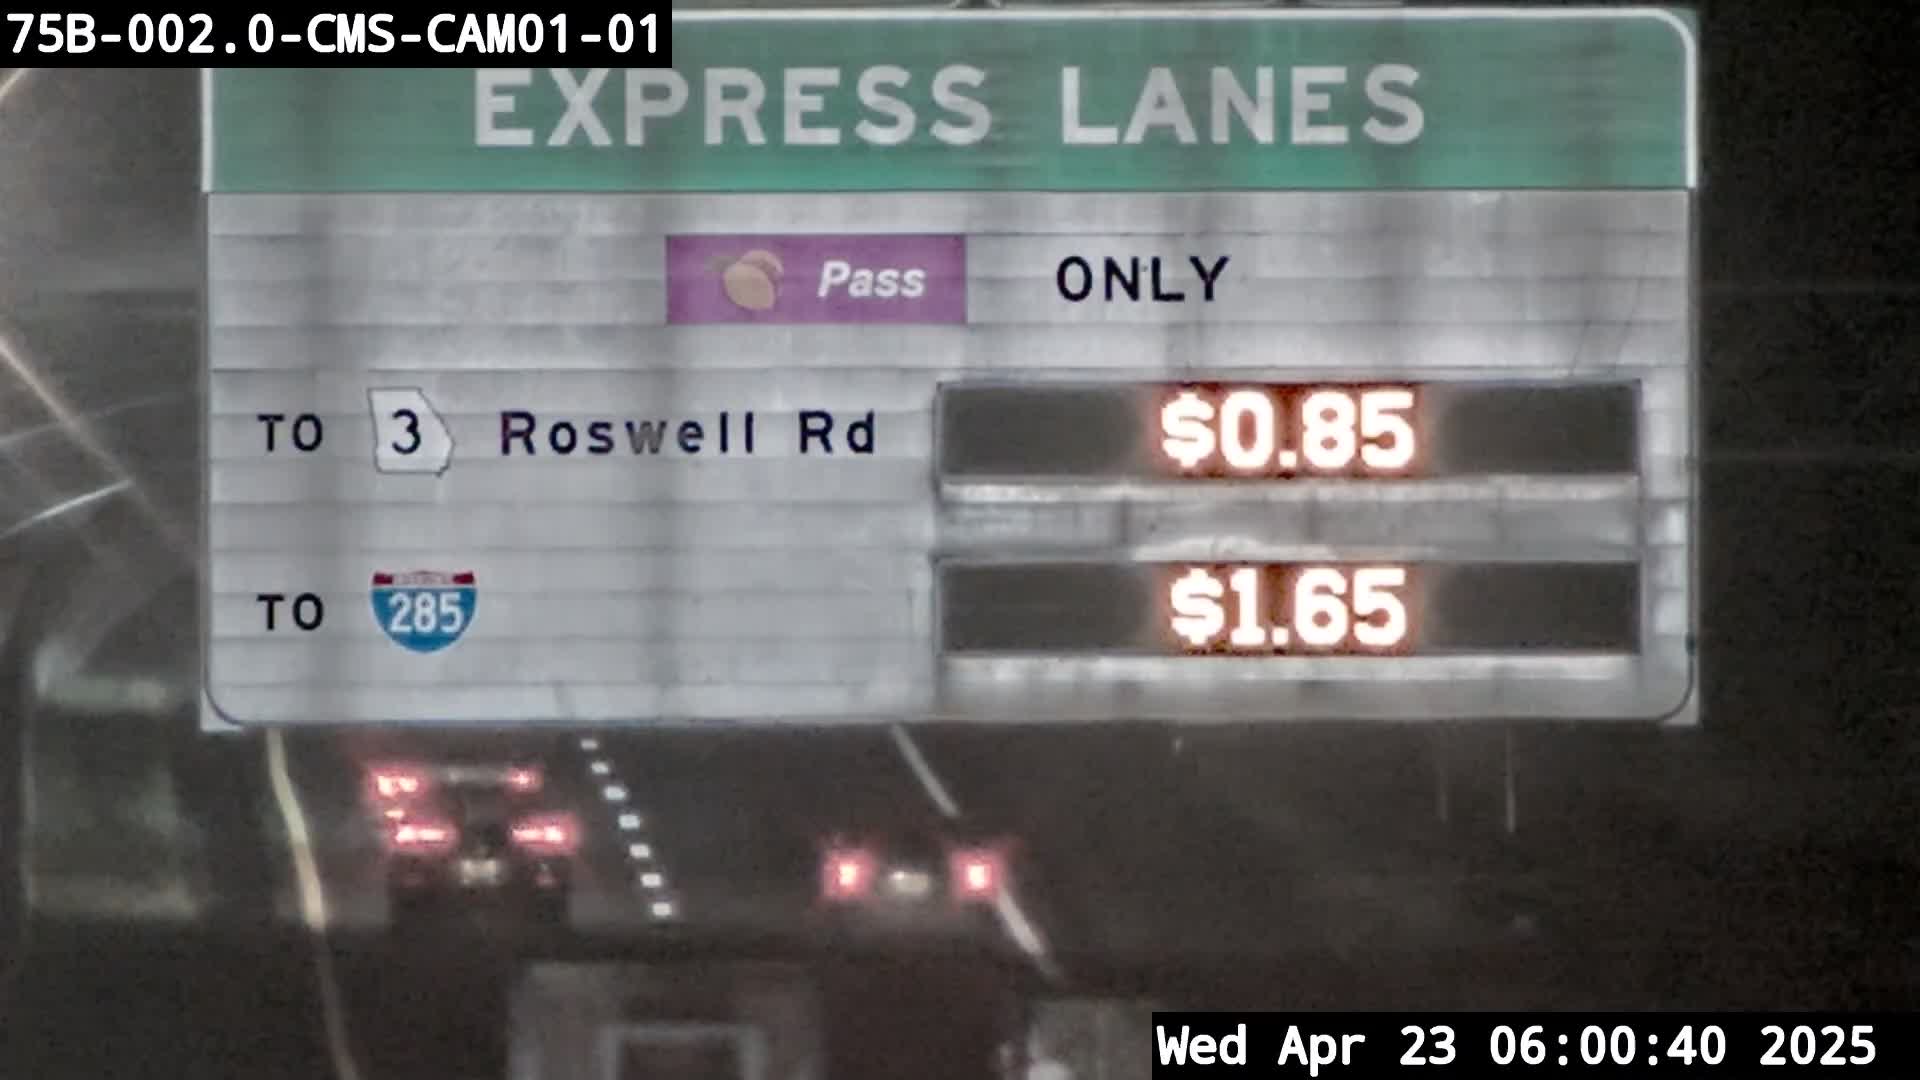 75B-002.0-CMS-CAM01-01
EXPRESS LANES
Pass ONLY
TO 3 Roswell Rd $0.85
TO 285 $1.65
Wed Apr 23 06:00:40 2025